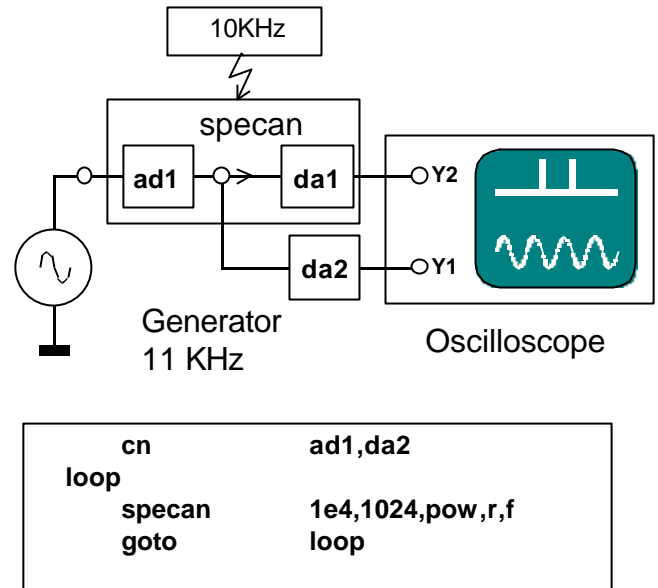 10KHz
specan
ad1
da1
Y2
da2
Y1
Generator
11 KHz
Oscilloscope
cn ad1,da2
loop
specan 1e4,1024,pow,r,f
goto loop